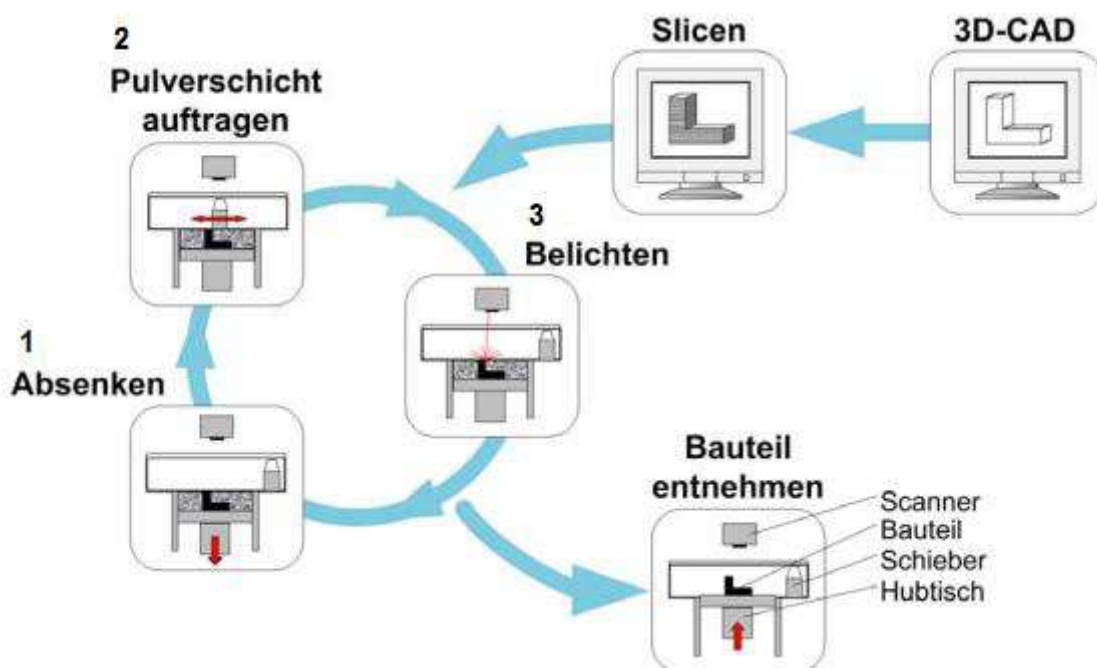 2
Pulverschicht
auftragen
Slicen
3D-CAD
3
Belichten
1
Absenken
Bauteil
entnehmen
Scanner
Bauteil
Schieber
Hubtisch